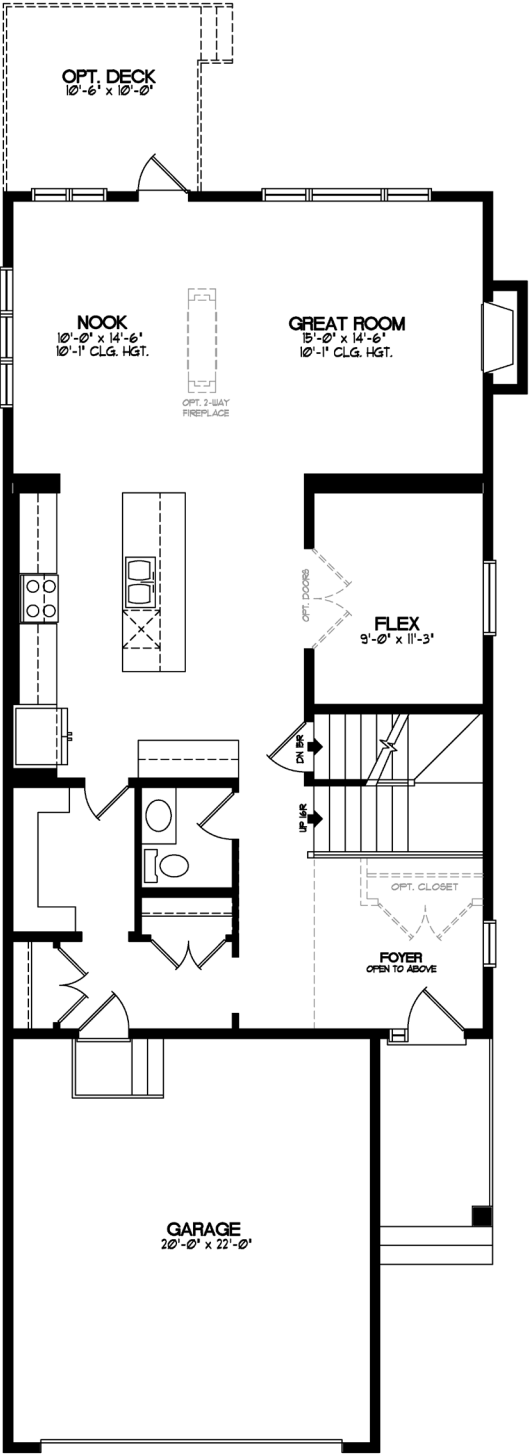 OPT. DECK
10'-6" x 10'-0"
NOOK
10'-0" x 14'-6"
10'-1" CLG. HGT.
GREAT ROOM
15'-0" x 14'-6"
10'-1" CLG. HGT.
OPT. 2-WAY
FIREPLACE
OPT. DOORS
FLEX
9'-0" x 11'-3"
DN 15R
UP 16R
OPT. CLOSET
FOYER
OPEN TO ABOVE
GARAGE
20'-0" x 22'-0"